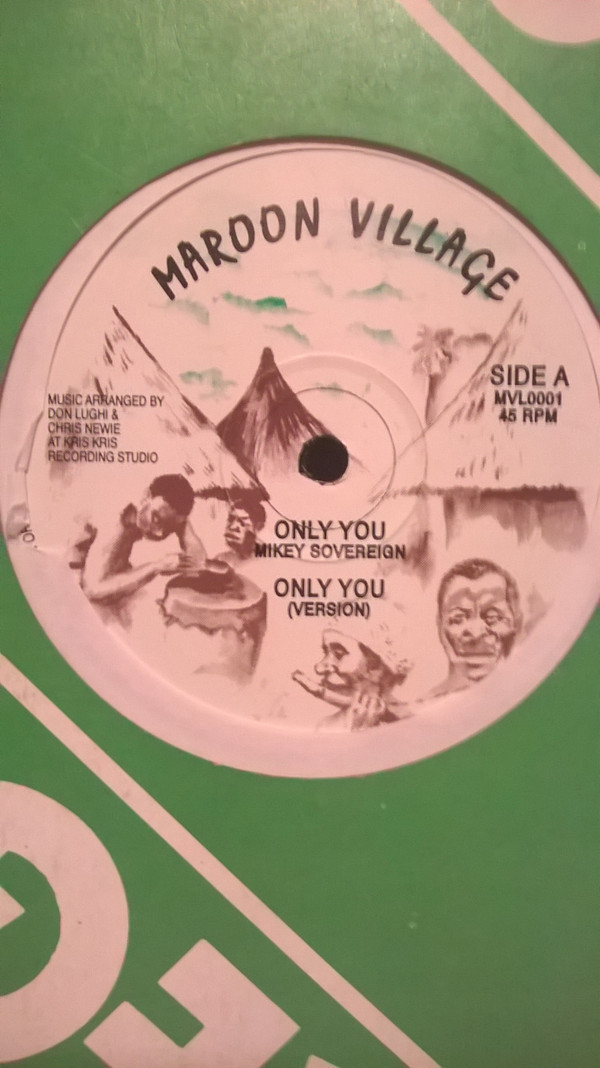 MAROON VILLAGE
SIDE A
MVL0001
45 RPM
MUSIC ARRANGED BY
DON LUGHI &
CHRIS NEWIE
AT KRIS KRIS
RECORDING STUDIO
ONLY YOU
MIKEY SOVEREIGN
ONLY YOU
(VERSION)